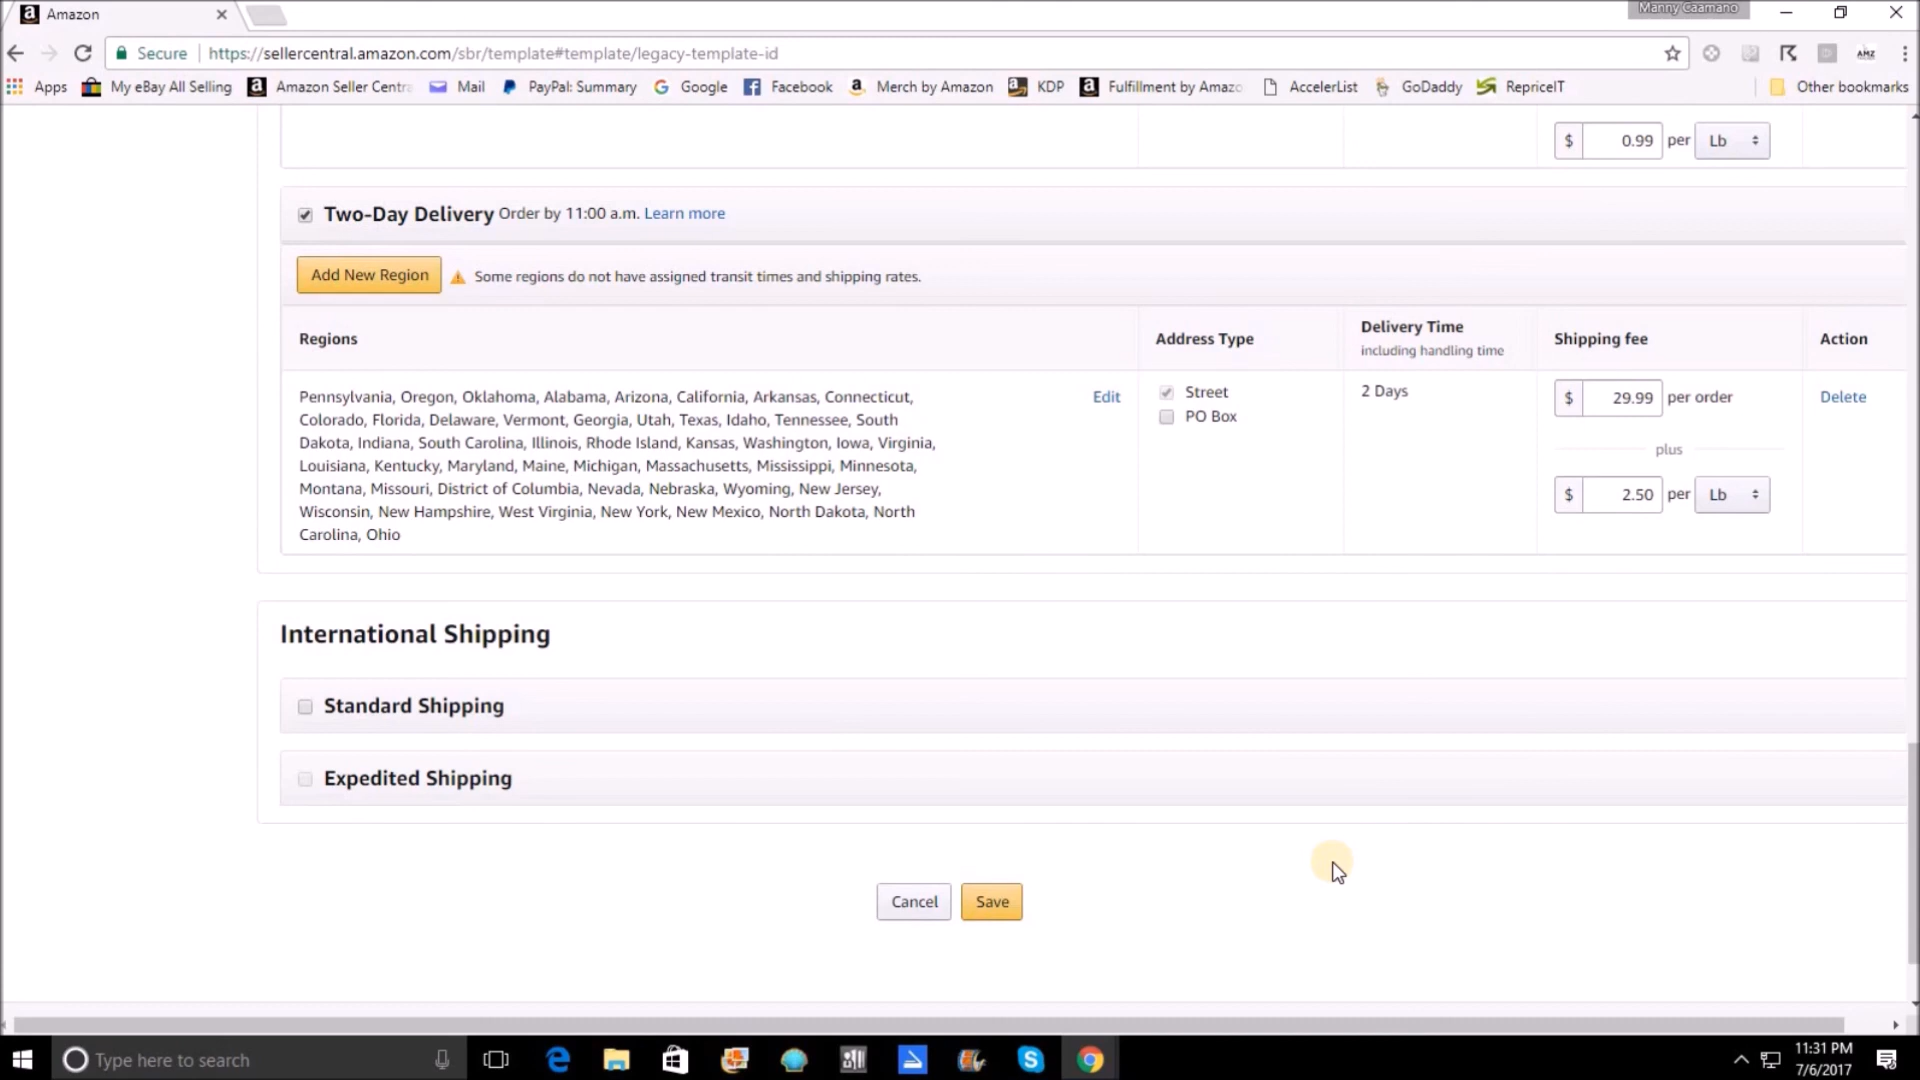 Amazon
Manny Caamano
Secure https://sellercentral.amazon.com/sbr/template#template/legacy-template-id
Apps My eBay All Selling Amazon Seller Centra Mail PayPal: Summary Google Facebook Merch by Amazon KDP Fulfillment by Amazo AccelerList GoDaddy RepriceIT Other bookmarks
$ 0.99 per Lb
Two-Day Delivery Order by 11:00 a.m. Learn more
Add New Region Some regions do not have assigned transit times and shipping rates.
Regions Address Type Delivery Time including handling time Shipping fee Action
Pennsylvania, Oregon, Oklahoma, Alabama, Arizona, California, Arkansas, Connecticut,
Colorado, Florida, Delaware, Vermont, Georgia, Utah, Texas, Idaho, Tennessee, South
Dakota, Indiana, South Carolina, Illinois, Rhode Island, Kansas, Washington, Iowa, Virginia,
Louisiana, Kentucky, Maryland, Maine, Michigan, Massachusetts, Mississippi, Minnesota,
Montana, Missouri, District of Columbia, Nevada, Nebraska, Wyoming, New Jersey,
Wisconsin, New Hampshire, West Virginia, New York, New Mexico, North Dakota, North
Carolina, Ohio
Edit
Street
PO Box
2 Days
$ 29.99 per order
plus
$ 2.50 per Lb
Delete
International Shipping
Standard Shipping
Expedited Shipping
Cancel Save
Type here to search
11:31 PM
7/6/2017